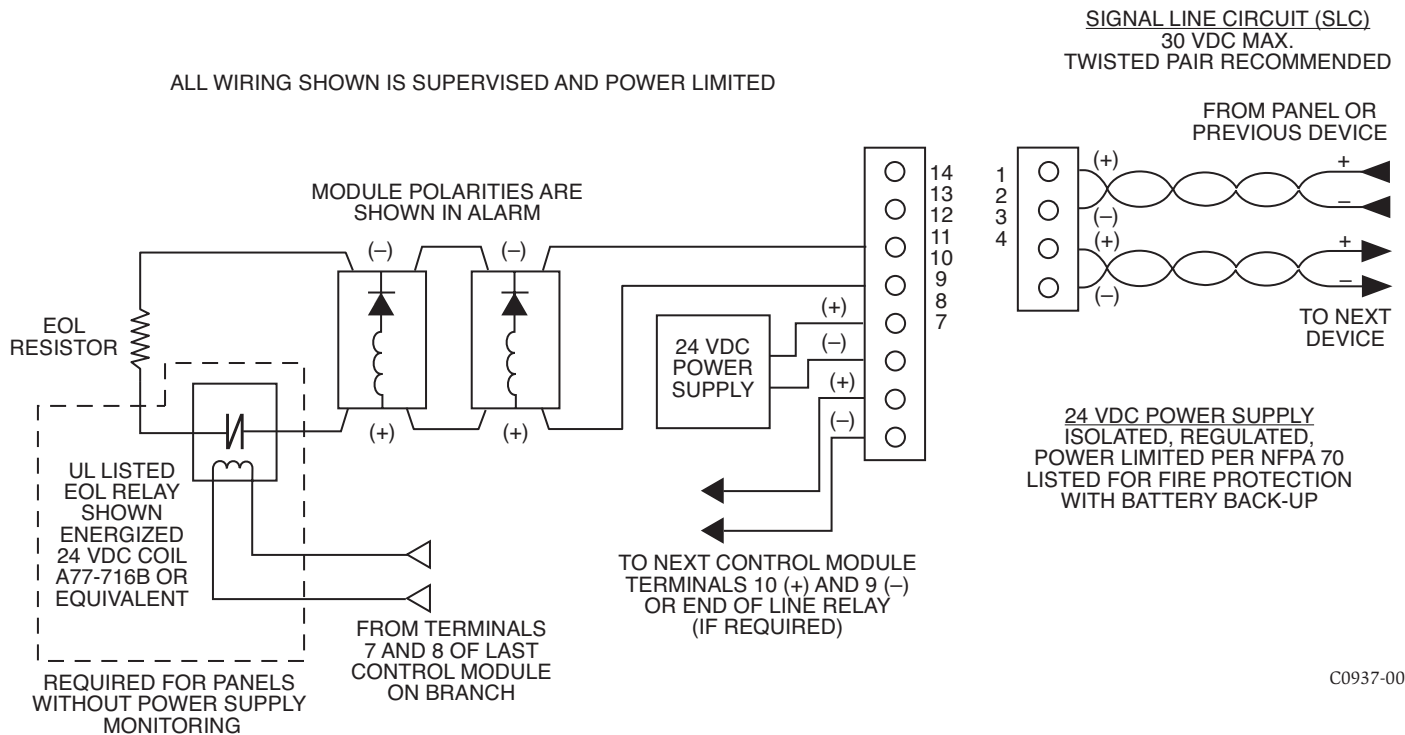 SIGNAL LINE CIRCUIT (SLC)
30 VDC MAX.
TWISTED PAIR RECOMMENDED
ALL WIRING SHOWN IS SUPERVISED AND POWER LIMITED
FROM PANEL OR
PREVIOUS DEVICE
MODULE POLARITIES ARE
SHOWN IN ALARM
(–)
(–)
(+)
(+)
EOL
RESISTOR
UL LISTED
EOL RELAY
SHOWN
ENERGIZED
24 VDC COIL
A77-716B OR
EQUIVALENT
REQUIRED FOR PANELS
WITHOUT POWER SUPPLY
MONITORING
FROM TERMINALS
7 AND 8 OF LAST
CONTROL MODULE
ON BRANCH
24 VDC
POWER
SUPPLY
(+)
(–)
(+)
(–)
14
13
12
11
10
9
8
7
TO NEXT CONTROL MODULE
TERMINALS 10 (+) AND 9 (–)
OR END OF LINE RELAY
(IF REQUIRED)
1
2
3
4
(+)
(–)
(+)
(–)
+
–
+
–
TO NEXT
DEVICE
24 VDC POWER SUPPLY
ISOLATED, REGULATED,
POWER LIMITED PER NFPA 70
LISTED FOR FIRE PROTECTION
WITH BATTERY BACK-UP
C0937-00